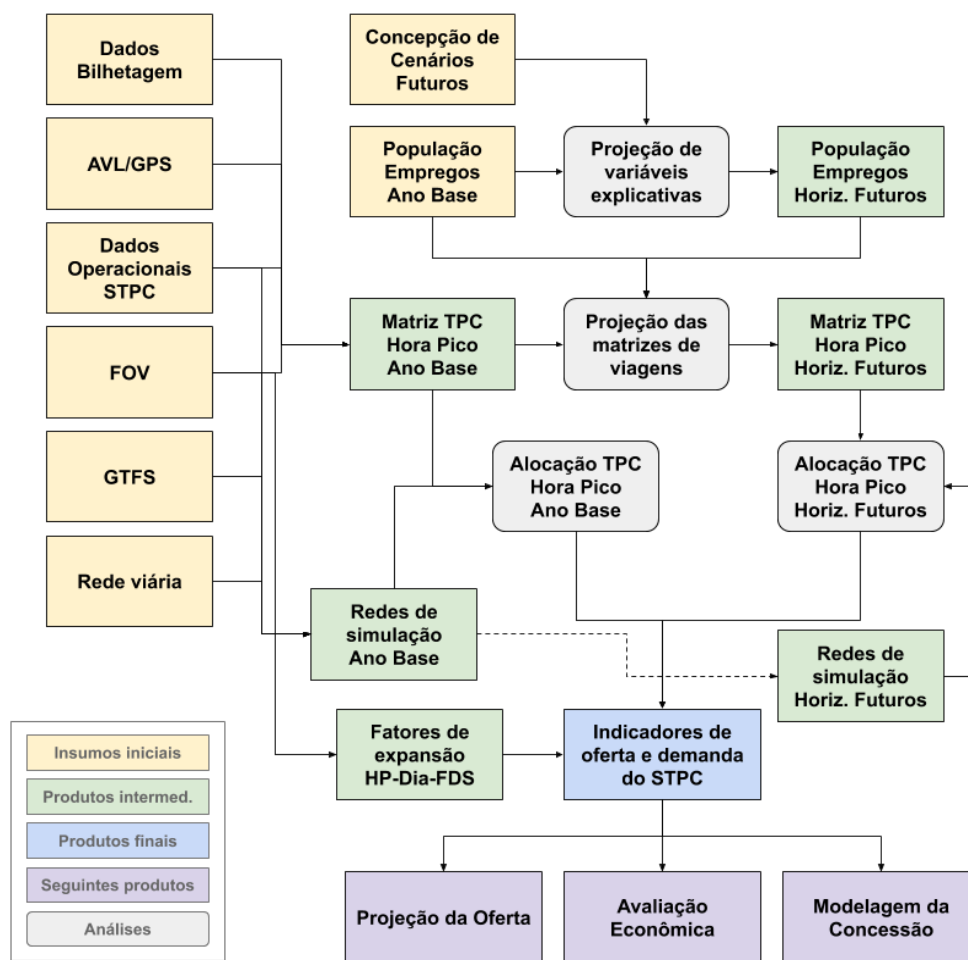 Dados
Bilhetagem
AVL/GPS
Dados
Operacionais
STPC
FOV
GTFS
Rede viária
Concepção de
Cenários
Futuros
População
Empregos
Ano Base
Projeção de
variáveis
explicativas
População
Empregos
Horiz. Futuros
Matriz TPC
Hora Pico
Ano Base
Projeção das
matrizes de
viagens
Matriz TPC
Hora Pico
Horiz. Futuros
Alocação TPC
Hora Pico
Ano Base
Alocação TPC
Hora Pico
Horiz. Futuros
Redes de
simulação
Ano Base
Redes de
simulação
Horiz. Futuros
Fatores de
expansão
HP-Dia-FDS
Indicadores de
oferta e demanda
do STPC
Projeção da Oferta
Avaliação
Econômica
Modelagem da
Concessão
Insumos iniciais
Produtos intermed.
Produtos finais
Seguintes produtos
Análises